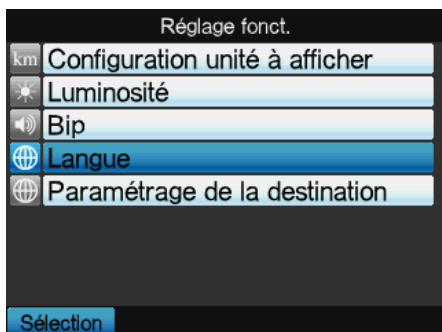 Réglage fonct.
km Configuration unité à afficher
Luminosité
Bip
Langue
Paramétrage de la destination
Sélection